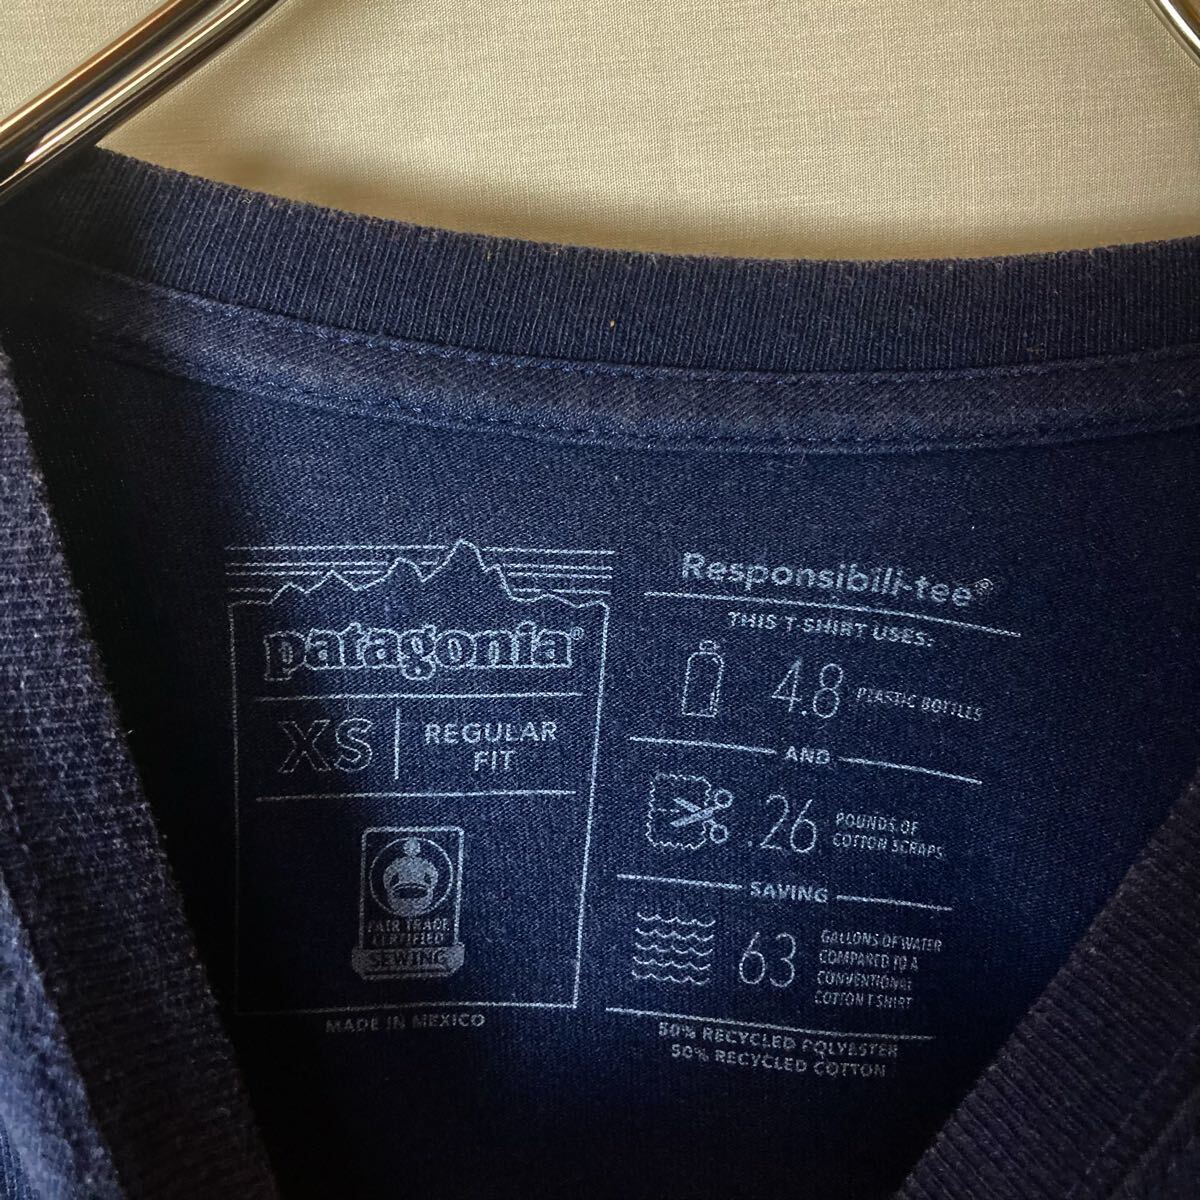 patagonia®
XS
REGULAR
FIT
FAIR TRADE
CERTIFIED
SEWING
MADE IN MEXICO
Responsibili-tee®
THIS T SHIRT USES:
4.8 PLASTIC BOTTLES
AND
.26 POUNDS OF
COTTON SCRAPS
SAVING
63 GALLONS OF WATER
COMPARED TO A
CONVENTIONAL
COTTON T SHIRT
50% RECYCLED POLYESTER
50% RECYCLED COTTON